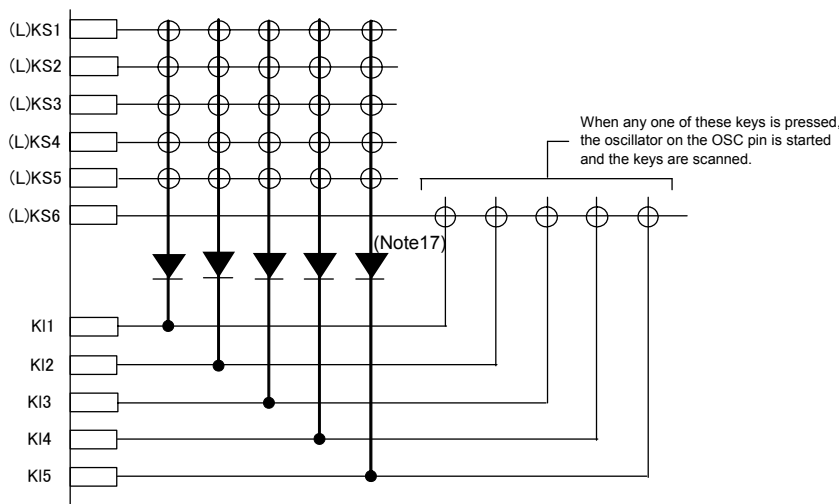 (L)KS1
(L)KS2
(L)KS3
(L)KS4
(L)KS5
(L)KS6
When any one of these keys is pressed,
the oscillator on the OSC pin is started
and the keys are scanned.
(Note17)
KI1
KI2
KI3
KI4
KI5